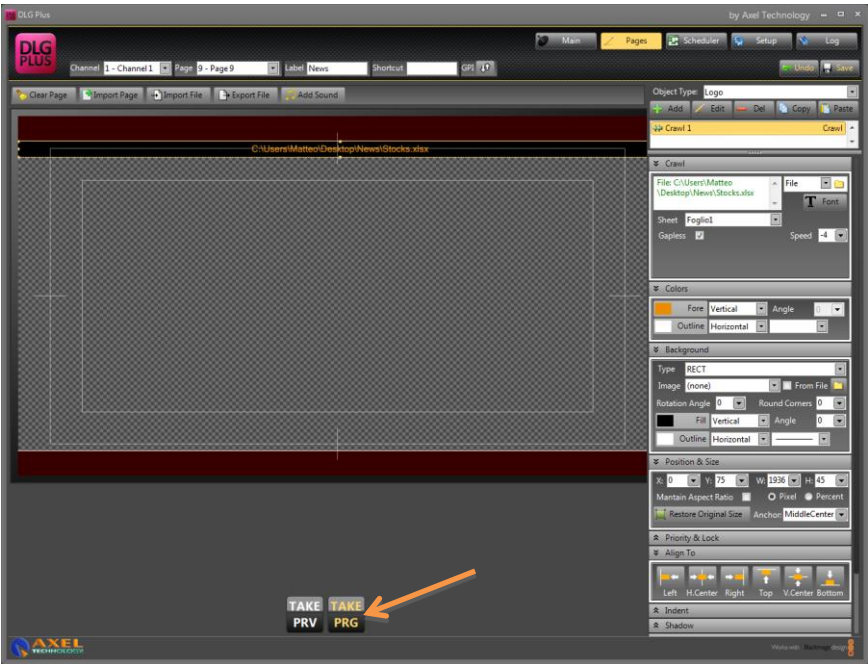 DLG Plus
by Axel Technology
DLG
PLUS
Main
Pages
Scheduler
Setup
Log
Channel 1 - Channel 1 Page 9 - Page 9 Label News Shortcut GPI
Undo Save
Clear Page Import Page Import File Export File Add Sound
Object Type: Logo
Add Edit Del Copy Paste
Crawl 1 Crawl
C:\Users\Matteo\Desktop\News\Stocks.xlsx
Crawl
File: C:\Users\Matteo
\Desktop\News\Stocks.xlsx
File
T Font
Sheet Foglio1
Gapless Speed -4
Colors
Fore Vertical Angle 0
Outline Horizontal
Background
Type RECT
Image (none) From File
Rotation Angle 0 Round Corners 0
Fill Vertical Angle 0
Outline Horizontal
Position & Size
X: 0 Y: 75 W: 1936 H: 45
Mantain Aspect Ratio Pixel Percent
Restore Original Size Anchor: MiddleCenter
Priority & Lock
Align To
Left H.Center Right Top V.Center Bottom
Indent
Shadow
TAKE PRV
TAKE PRG
AXEL
TECHNOLOGY
Works with Blackmagicdesign